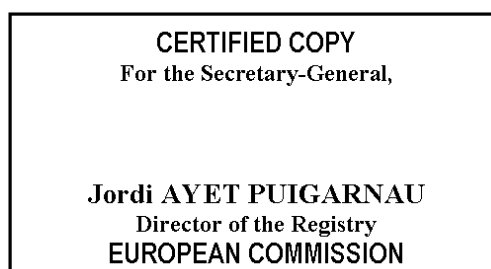 CERTIFIED COPY
For the Secretary-General,
Jordi AYET PUIGARNAU
Director of the Registry
EUROPEAN COMMISSION